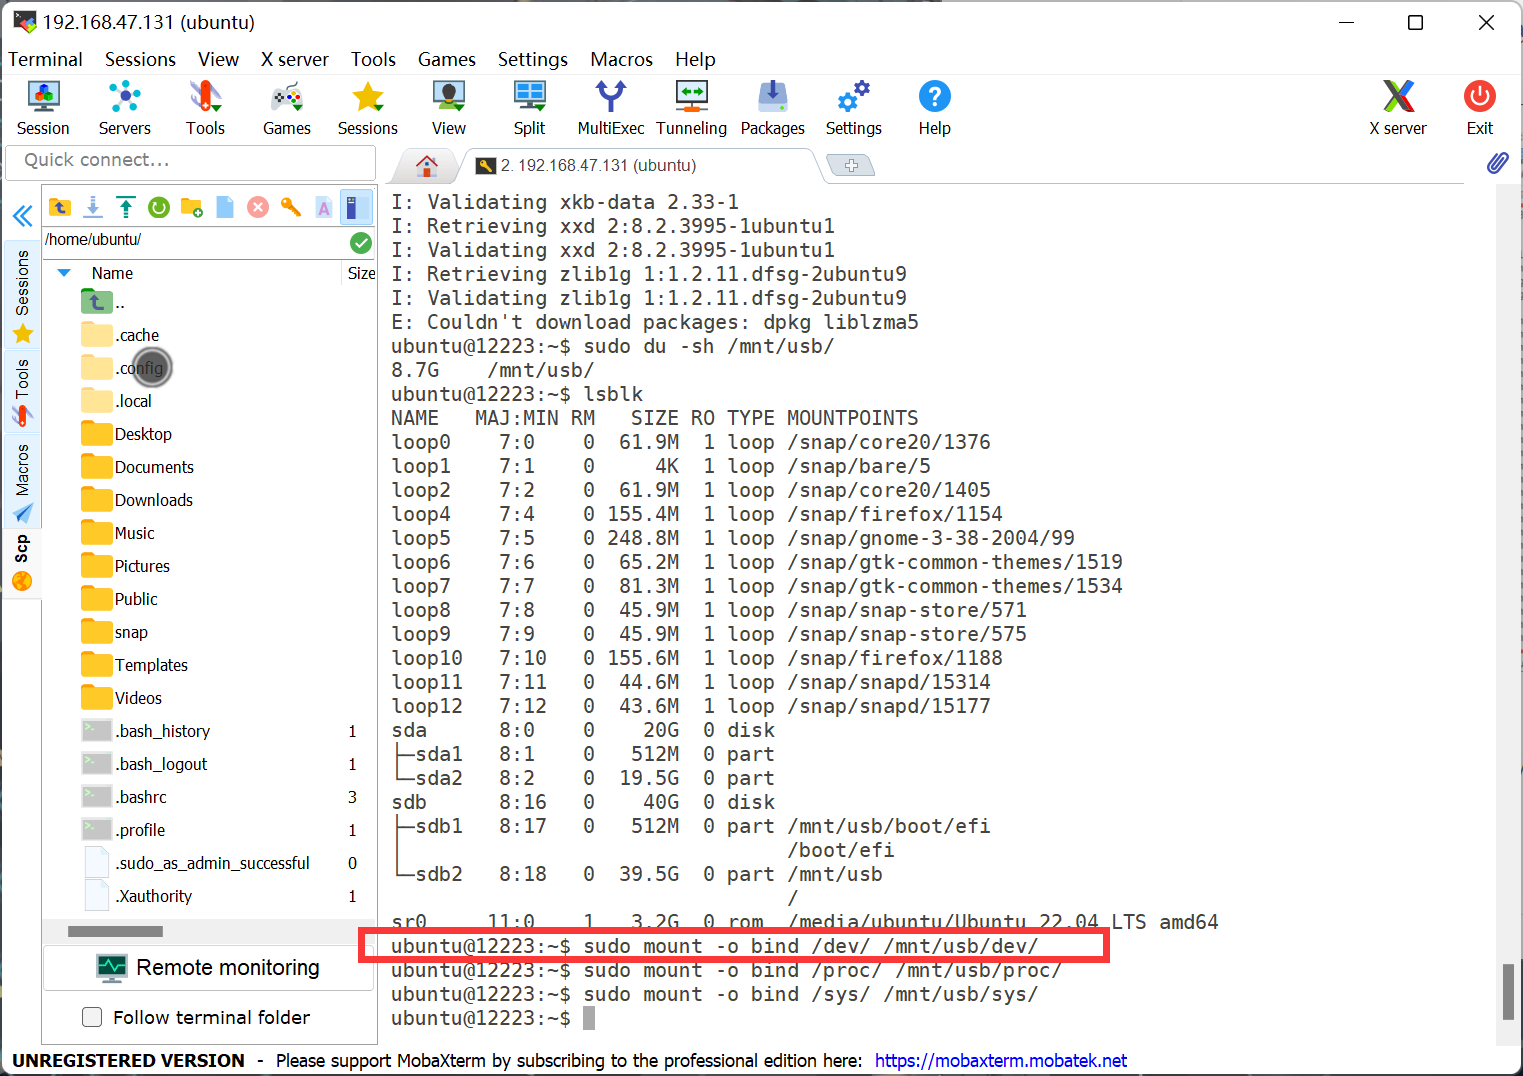 192.168.47.131 (ubuntu)
Terminal Sessions View X server Tools Games Settings Macros Help
Session Servers Tools Games Sessions View Split MultiExec Tunneling Packages Settings Help X server Exit
Quick connect...
2. 192.168.47.131 (ubuntu)
/home/ubuntu/
Name Size
..
.cache
.config
.local
Desktop
Documents
Downloads
Music
Pictures
Public
snap
Templates
Videos
.bash_history 1
.bash_logout 1
.bashrc 3
.profile 1
.sudo_as_admin_successful 0
.Xauthority 1
Sessions
Tools
Macros
Scp
Remote monitoring
Follow terminal folder
I: Validating xkb-data 2.33-1
I: Retrieving xxd 2:8.2.3995-1ubuntu1
I: Validating xxd 2:8.2.3995-1ubuntu1
I: Retrieving zlib1g 1:1.2.11.dfsg-2ubuntu9
I: Validating zlib1g 1:1.2.11.dfsg-2ubuntu9
E: Couldn't download packages: dpkg liblzma5
ubuntu@12223:~$ sudo du -sh /mnt/usb/
8.7G    /mnt/usb/
ubuntu@12223:~$ lsblk
NAME   MAJ:MIN RM   SIZE RO TYPE MOUNTPOINTS
loop0    7:0    0  61.9M  1 loop /snap/core20/1376
loop1    7:1    0     4K  1 loop /snap/bare/5
loop2    7:2    0  61.9M  1 loop /snap/core20/1405
loop4    7:4    0 155.4M  1 loop /snap/firefox/1154
loop5    7:5    0 248.8M  1 loop /snap/gnome-3-38-2004/99
loop6    7:6    0  65.2M  1 loop /snap/gtk-common-themes/1519
loop7    7:7    0  81.3M  1 loop /snap/gtk-common-themes/1534
loop8    7:8    0  45.9M  1 loop /snap/snap-store/571
loop9    7:9    0  45.9M  1 loop /snap/snap-store/575
loop10   7:10   0 155.6M  1 loop /snap/firefox/1188
loop11   7:11   0  44.6M  1 loop /snap/snapd/15314
loop12   7:12   0  43.6M  1 loop /snap/snapd/15177
sda      8:0    0    20G  0 disk
├─sda1   8:1    0   512M  0 part
└─sda2   8:2    0  19.5G  0 part
sdb      8:16   0    40G  0 disk
├─sdb1   8:17   0   512M  0 part /mnt/usb/boot/efi
│                                /boot/efi
└─sdb2   8:18   0  39.5G  0 part /mnt/usb
/
sr0     11:0    1   3.2G  0 rom  /media/ubuntu/Ubuntu 22.04 LTS amd64
ubuntu@12223:~$ sudo mount -o bind /dev/ /mnt/usb/dev/
ubuntu@12223:~$ sudo mount -o bind /proc/ /mnt/usb/proc/
ubuntu@12223:~$ sudo mount -o bind /sys/ /mnt/usb/sys/
ubuntu@12223:~$
UNREGISTERED VERSION - Please support MobaXterm by subscribing to the professional edition here: https://mobaxterm.mobatek.net